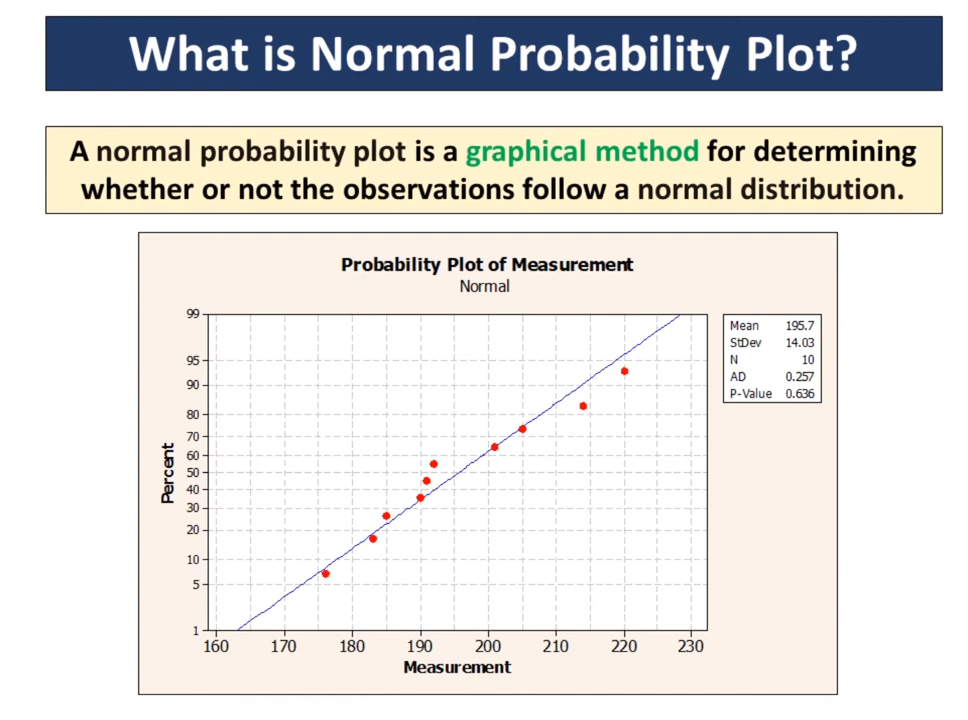 What is Normal Probability Plot?
A normal probability plot is a graphical method for determining
whether or not the observations follow a normal distribution.
Probability Plot of Measurement
Normal
99
95
90
80
70
60
50
40
30
20
10
5
1
Percent
160 170 180 190 200 210 220 230
Measurement
Mean 195.7
StDev 14.03
N 10
AD 0.257
P-Value 0.636